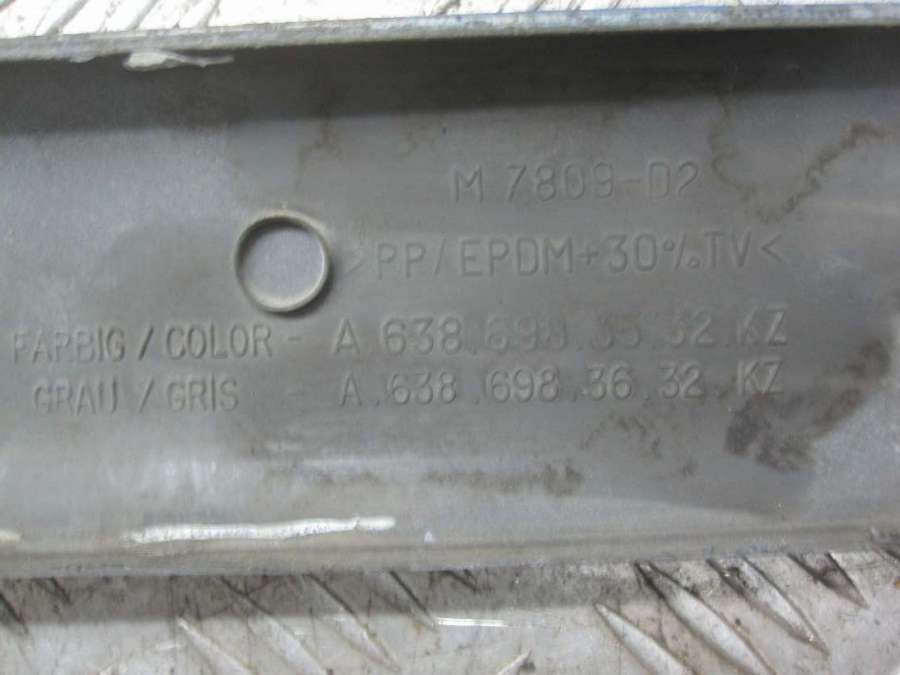 M 7809-D2
>PP/EPDM+30%TV<
FARBIG / COLOR - A 638.698.35.32.KZ
GRAU / GRIS - A.638.698.36.32.KZ